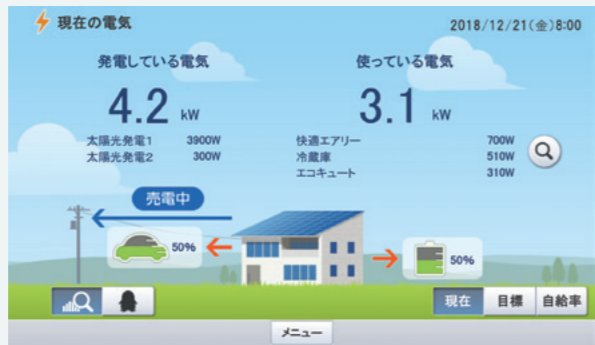 現在の電気
2018/12/21(金)8:00
発電している電気
使っている電気
4.2 kW
3.1 kW
太陽光発電1 3900W
太陽光発電2 300W
快適エアリー 700W
冷蔵庫 510W
エコキュート 310W
売電中
50%
50%
現在 目標 自給率
メニュー